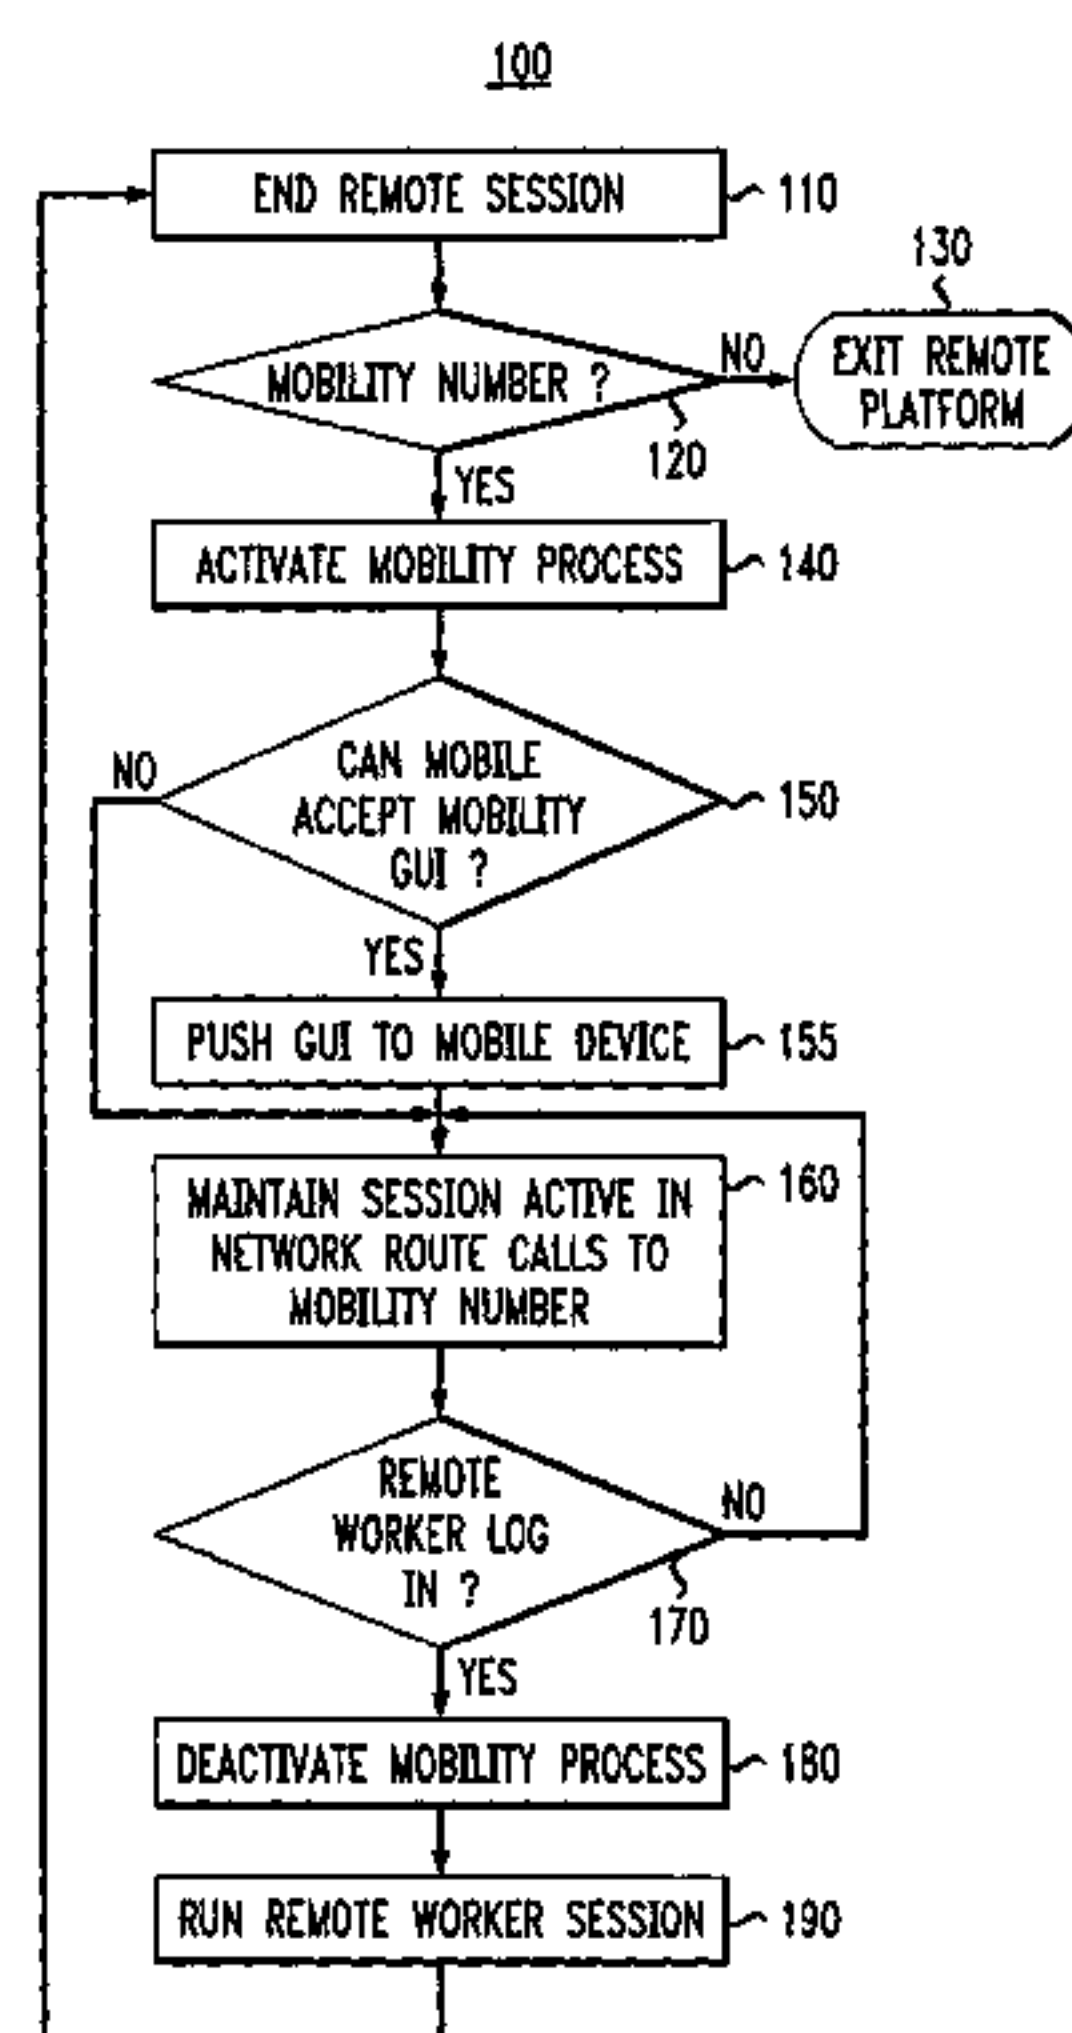 100
END REMOTE SESSION
110
130
MOBILITY NUMBER ?
NO
EXIT REMOTE
PLATFORM
120
YES
ACTIVATE MOBILITY PROCESS
140
NO
CAN MOBILE
ACCEPT MOBILITY
GUI ?
150
YES
PUSH GUI TO MOBILE DEVICE
155
MAINTAIN SESSION ACTIVE IN
NETWORK ROUTE CALLS TO
MOBILITY NUMBER
160
REMOTE
WORKER LOG
IN ?
NO
170
YES
DEACTIVATE MOBILITY PROCESS
180
RUN REMOTE WORKER SESSION
190